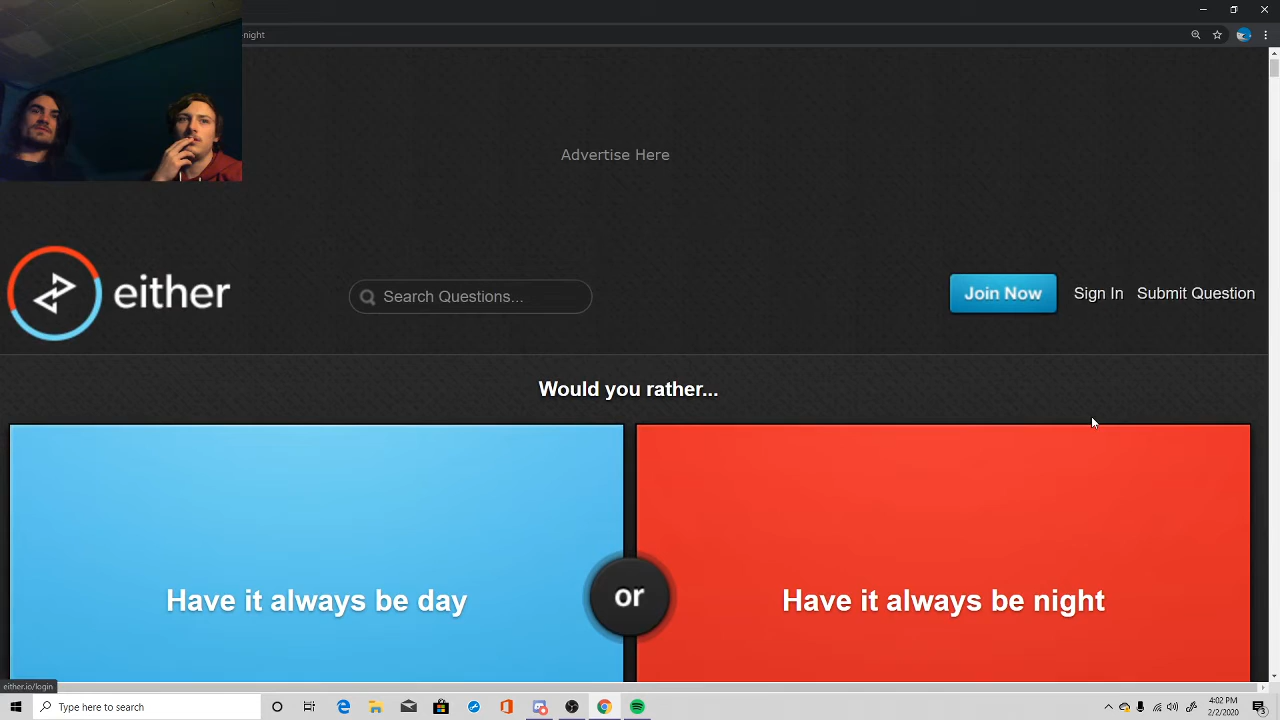 night
Advertise Here
either
Search Questions...
Join Now
Sign In
Submit Question
Would you rather...
Have it always be day
or
Have it always be night
either.io/login
Type here to search
4:02 PM
2/2/2020
3